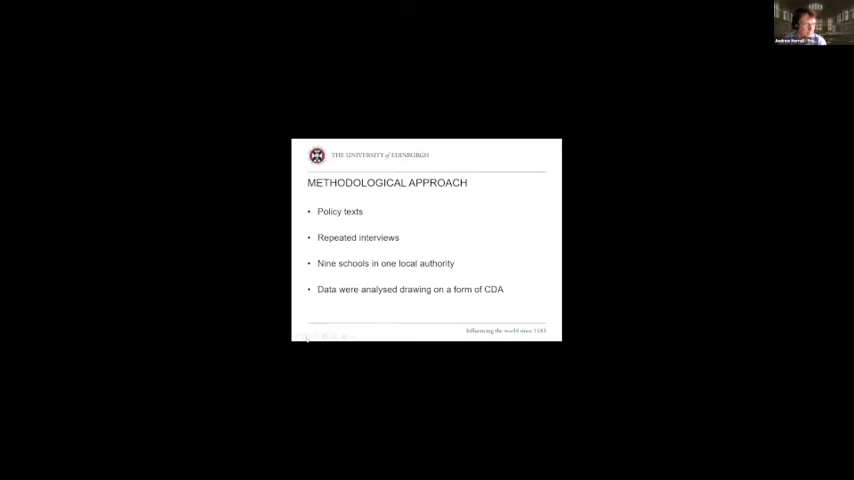 THE UNIVERSITY of EDINBURGH
METHODOLOGICAL APPROACH
• Policy texts
• Repeated interviews
• Nine schools in one local authority
• Data were analysed drawing on a form of CDA
Influencing the world since 1583